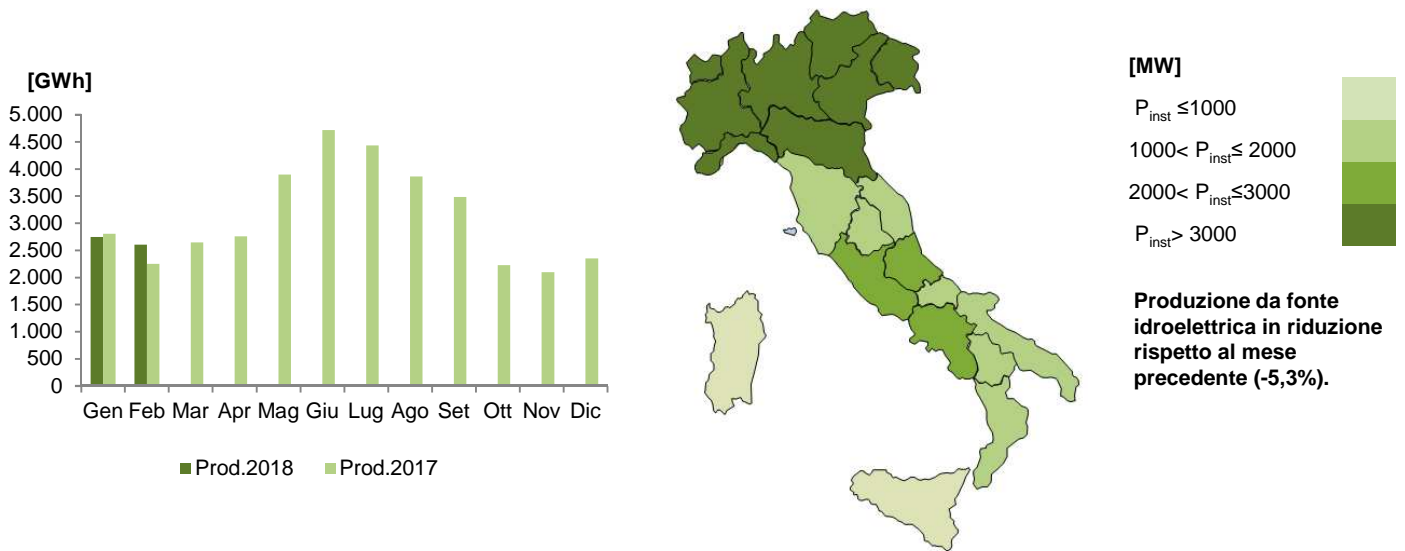 [GWh]
5.000
4.500
4.000
3.500
3.000
2.500
2.000
1.500
1.000
500
0
Gen Feb Mar Apr Mag Giu Lug Ago Set Ott Nov Dic
Prod.2018 Prod.2017
[MW]
Pinst ≤1000
1000< Pinst≤ 2000
2000< Pinst≤3000
Pinst> 3000
Produzione da fonte
idroelettrica in riduzione
rispetto al mese
precedente (-5,3%).